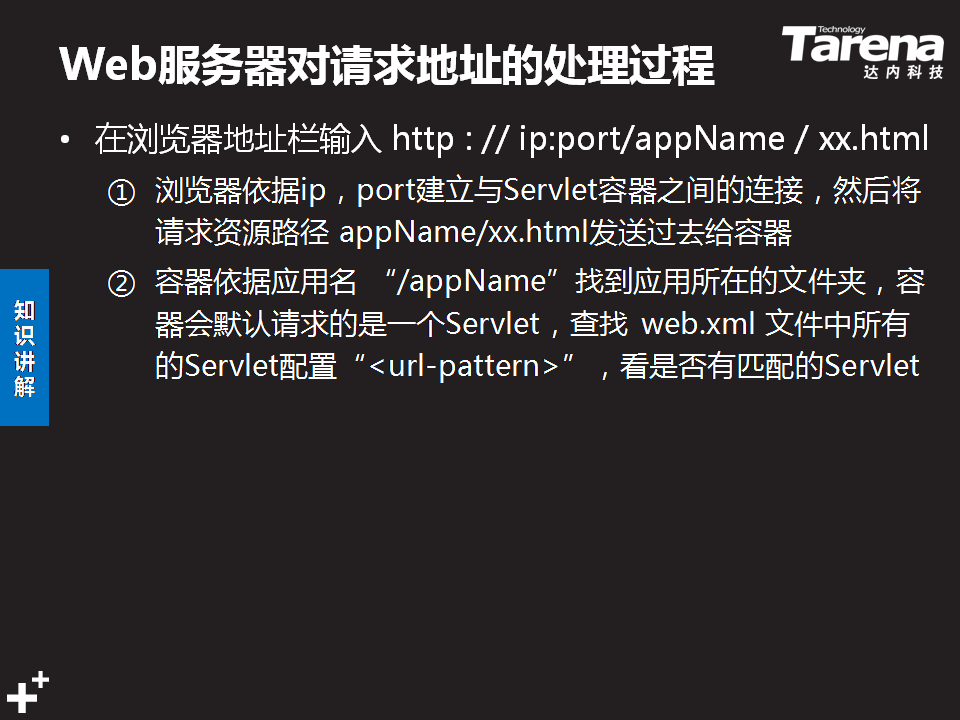 Web服务器对请求地址的处理过程
Technology
Tarena
达内科技
• 在浏览器地址栏输入 http : // ip:port/appName / xx.html
① 浏览器依据ip，port建立与Servlet容器之间的连接，然后将
请求资源路径 appName/xx.html发送过去给容器
② 容器依据应用名 “/appName”找到应用所在的文件夹，容
器会默认请求的是一个Servlet，查找 web.xml 文件中所有
的Servlet配置“<url-pattern>”，看是否有匹配的Servlet
知
识
讲
解